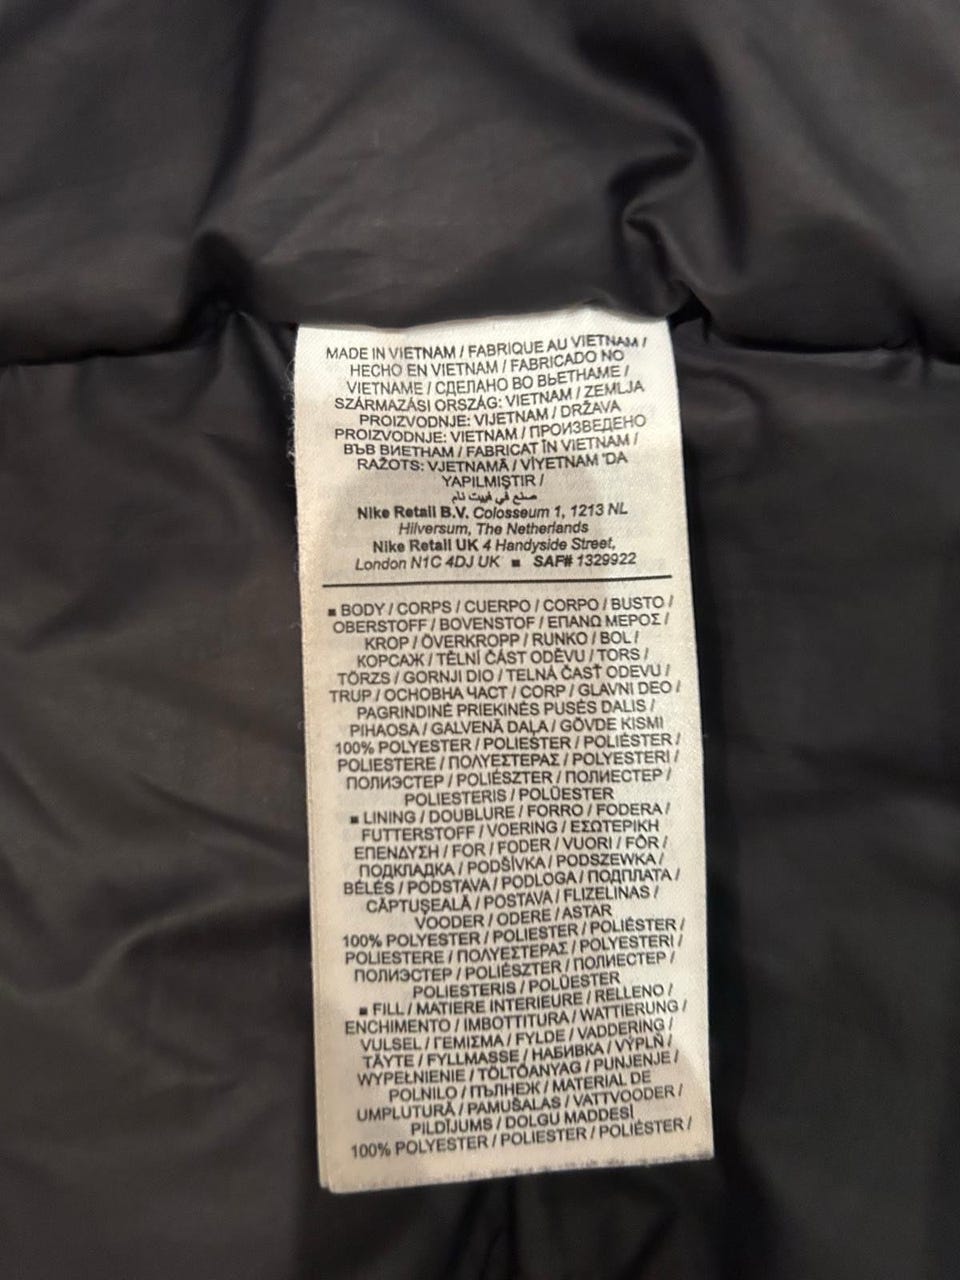 MADE IN VIETNAM / FABRIQUE AU VIETNAM /
HECHO EN VIETNAM / FABRICADO NO
VIETNAME / СДЕЛАНО ВО ВЬЕТНАМЕ /
SZÁRMAZÁSI ORSZÁG: VIETNAM / ZEMLJA
PROIZVODNJE: VIJETNAM / DRŽAVA
PROIZVODNJE: VIETNAM / ПРОИЗВЕДЕНО
ВЪВ ВИЕТНАМ / FABRICAT ÎN VIETNAM /
RAŽOTS: VJETNAMĀ / VİYETNAM 'DA
YAPILMIŞTIR /
صنع في فييت نام
Nike Retail B.V. Colosseum 1, 1213 NL
Hilversum, The Netherlands
Nike Retail UK 4 Handyside Street,
London N1C 4DJ UK ■ SAF# 1329922
■ BODY / CORPS / CUERPO / CORPO / BUSTO /
OBERSTOFF / BOVENSTOF / ΕΠΑΝΩ ΜΕΡΟΣ /
KROP / ÖVERKROPP / RUNKO / BOL /
КОРСАЖ / TĚLNÍ ČÁST ODĚVU / TORS /
TÖRZS / GORNJI DIO / TELNÁ ČASŤ ODEVU /
TRUP / ОСНОВНА ЧАСТ / CORP / GLAVNI DEO /
PAGRINDINĖ PRIEKINĖS PUSĖS DALIS /
PIHAOSA / GALVENĀ DAĻA / GÖVDE KISMI
100% POLYESTER / POLIESTER / POLIÉSTER /
POLIESTERE / ΠΟΛΥΕΣΤΕΡΑΣ / POLYESTERI /
ПОЛИЭСТЕР / POLIÉSZTER / ПОЛИЕСТЕР /
POLIESTERIS / POLÜESTER
■ LINING / DOUBLURE / FORRO / FODERA /
FUTTERSTOFF / VOERING / ΕΣΩΤΕΡΙΚΗ
ΕΠΕΝΔΥΣΗ / FOR / FODER / VUORI / FÔR /
ПОДКЛАДКА / PODŠÍVKA / PODSZEWKA /
BÉLÉS / PODSTAVA / PODLOGA / ПОДПЛАТА /
CĂPTUŞEALĂ / POSTAVA / FLIZELINAS /
VOODER / ODERE / ASTAR
100% POLYESTER / POLIESTER / POLIÉSTER /
POLIESTERE / ΠΟΛΥΕΣΤΕΡΑΣ / POLYESTERI /
ПОЛИЭСТЕР / POLIÉSZTER / ПОЛИЕСТЕР /
POLIESTERIS / POLÜESTER
■ FILL / MATIERE INTERIEURE / RELLENO /
ENCHIMENTO / IMBOTTITURA / WATTIERUNG /
VULSEL / ΓΕΜΙΣΜΑ / FYLDE / VADDERING /
TÄYTE / FYLLMASSE / НАБИВКА / VÝPLŇ /
WYPEŁNIENIE / TÖLTŐANYAG / PUNJENJE /
POLNILO / ПЪЛНЕЖ / MATERIAL DE
UMPLUTURĂ / PAMUŠALAS / VATTVOODER /
PILDĪJUMS / DOLGU MADDESİ
100% POLYESTER / POLIESTER / POLIÉSTER /